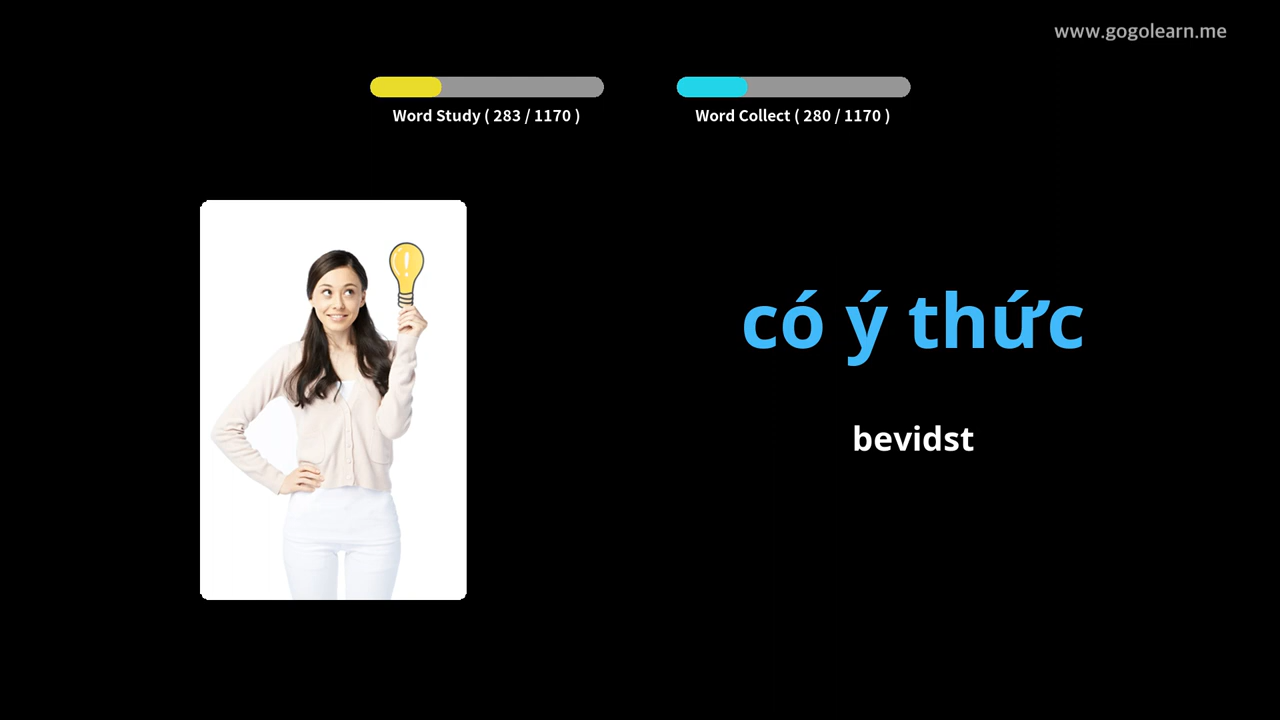 www.gogolearn.me
Word Study ( 283 / 1170 )
Word Collect ( 280 / 1170 )
!
có ý thức
bevidst